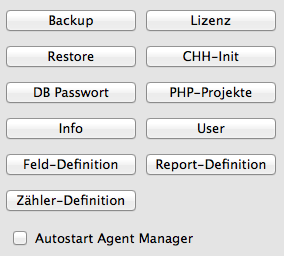 Backup
Lizenz
Restore
CHH-Init
DB Passwort
PHP-Projekte
Info
User
Feld-Definition
Report-Definition
Zähler-Definition
Autostart Agent Manager